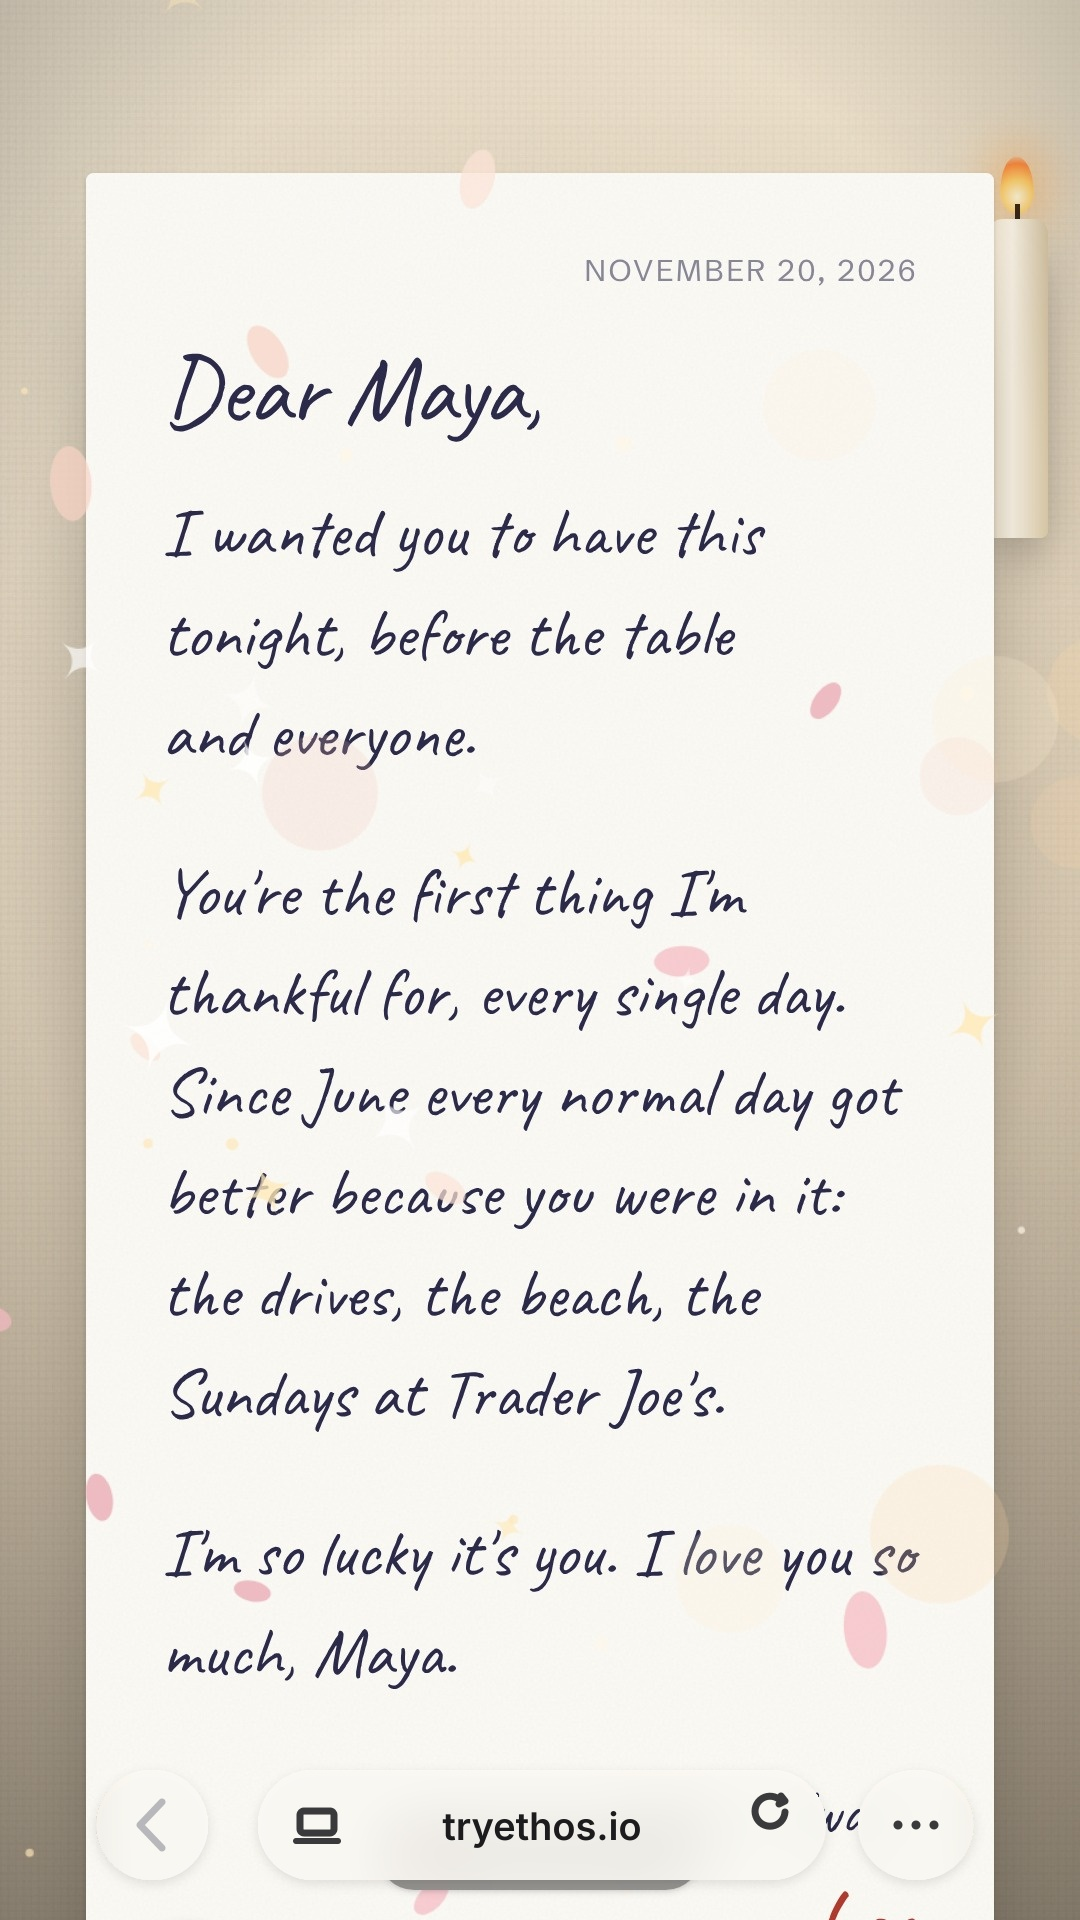 NOVEMBER 20, 2026
Dear Maya,
I wanted you to have this
tonight, before the table
and everyone.
You're the first thing I'm
thankful for, every single day.
Since June every normal day got
better because you were in it:
the drives, the beach, the
Sundays at Trader Joe's.
I'm so lucky it's you. I love you so
much, Maya.
tryethos.io